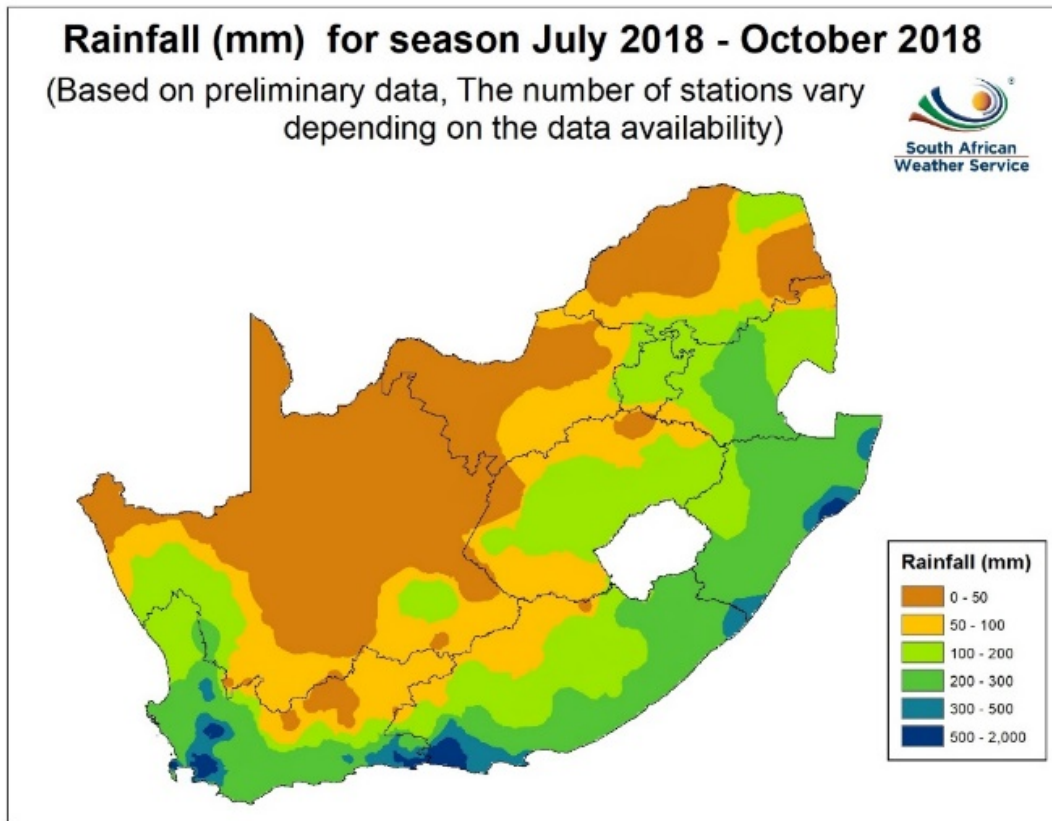 Rainfall (mm) for season July 2018 - October 2018
(Based on preliminary data, The number of stations vary
depending on the data availability)
®
South African
Weather Service
Rainfall (mm)
0 - 50
50 - 100
100 - 200
200 - 300
300 - 500
500 - 2,000